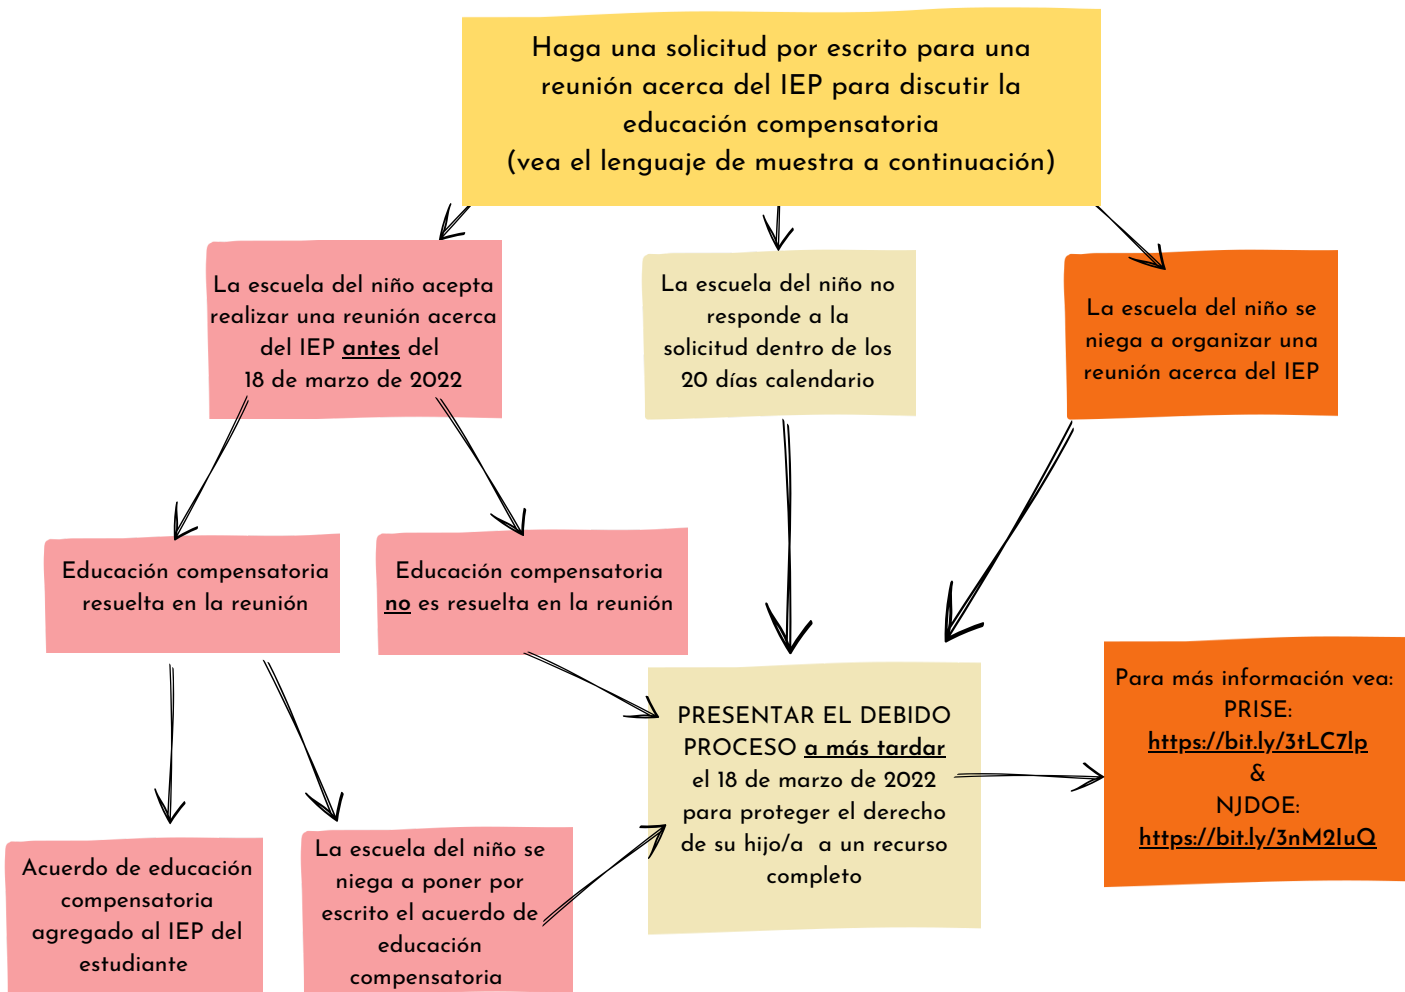 Haga una solicitud por escrito para una
reunión acerca del IEP para discutir la
educación compensatoria
(vea el lenguaje de muestra a continuación)
La escuela del niño acepta
realizar una reunión acerca
del IEP antes del
18 de marzo de 2022
La escuela del niño no
responde a la
solicitud dentro de los
20 días calendario
La escuela del niño se
niega a organizar una
reunión acerca del IEP
Educación compensatoria
resuelta en la reunión
Educación compensatoria
no es resuelta en la reunión
Acuerdo de educación
compensatoria
agregado al IEP del
estudiante
La escuela del niño se
niega a poner por
escrito el acuerdo de
educación
compensatoria
PRESENTAR EL DEBIDO
PROCESO a más tardar
el 18 de marzo de 2022
para proteger el derecho
de su hijo/a a un recurso
completo
Para más información vea:
PRISE:
https://bit.ly/3tLC7lp
&
NJDOE:
https://bit.ly/3nM2IuQ